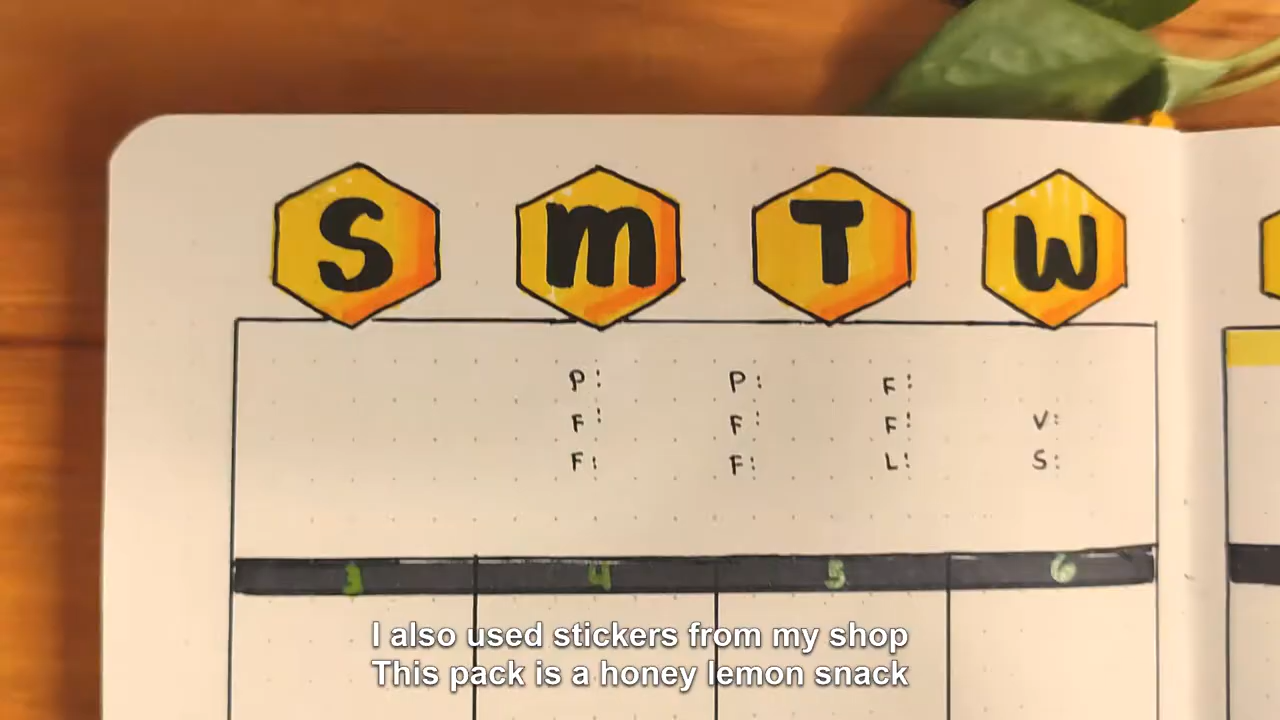 S m T W
P: P: F:
F: F: F: V:
F: F: L: S:
3 4 5 6
I also used stickers from my shop
This pack is a honey lemon snack